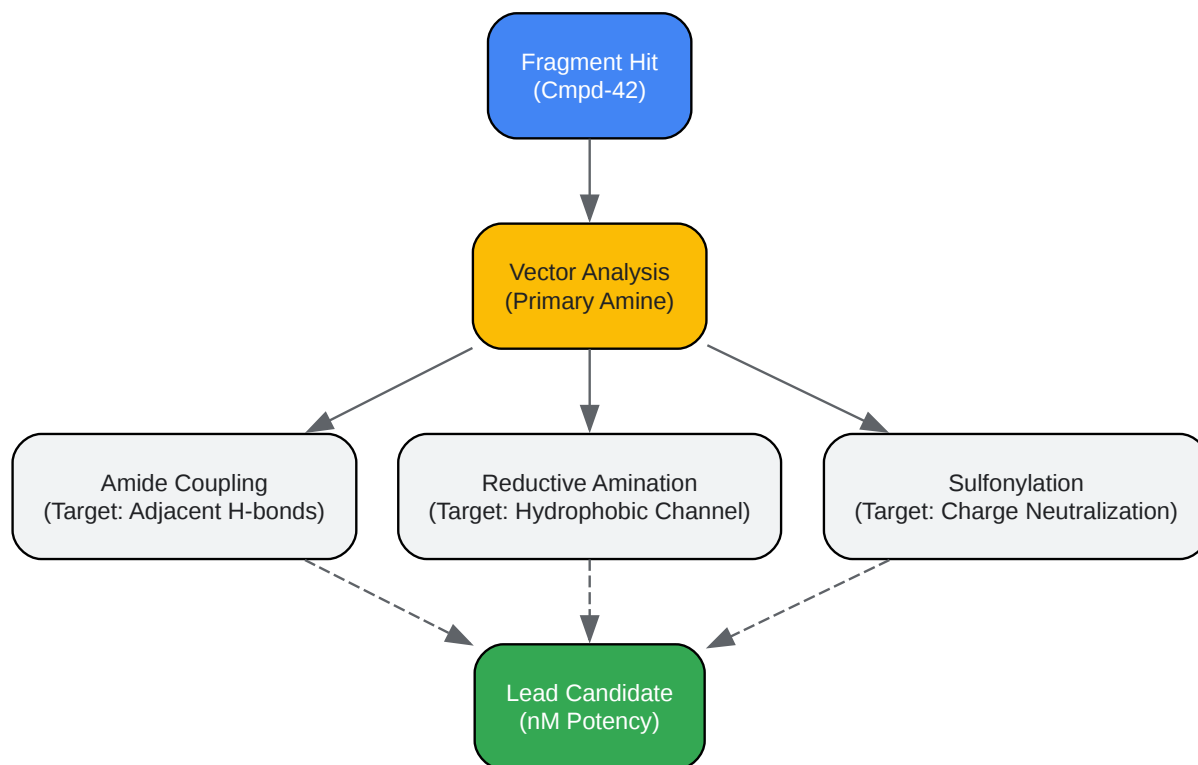 Fragment Hit
(Cmpd-42)
Vector Analysis
(Primary Amine)
Amide Coupling
(Target: Adjacent H-bonds)
Reductive Amination
(Target: Hydrophobic Channel)
Sulfonylation
(Target: Charge Neutralization)
Lead Candidate
(nM Potency)